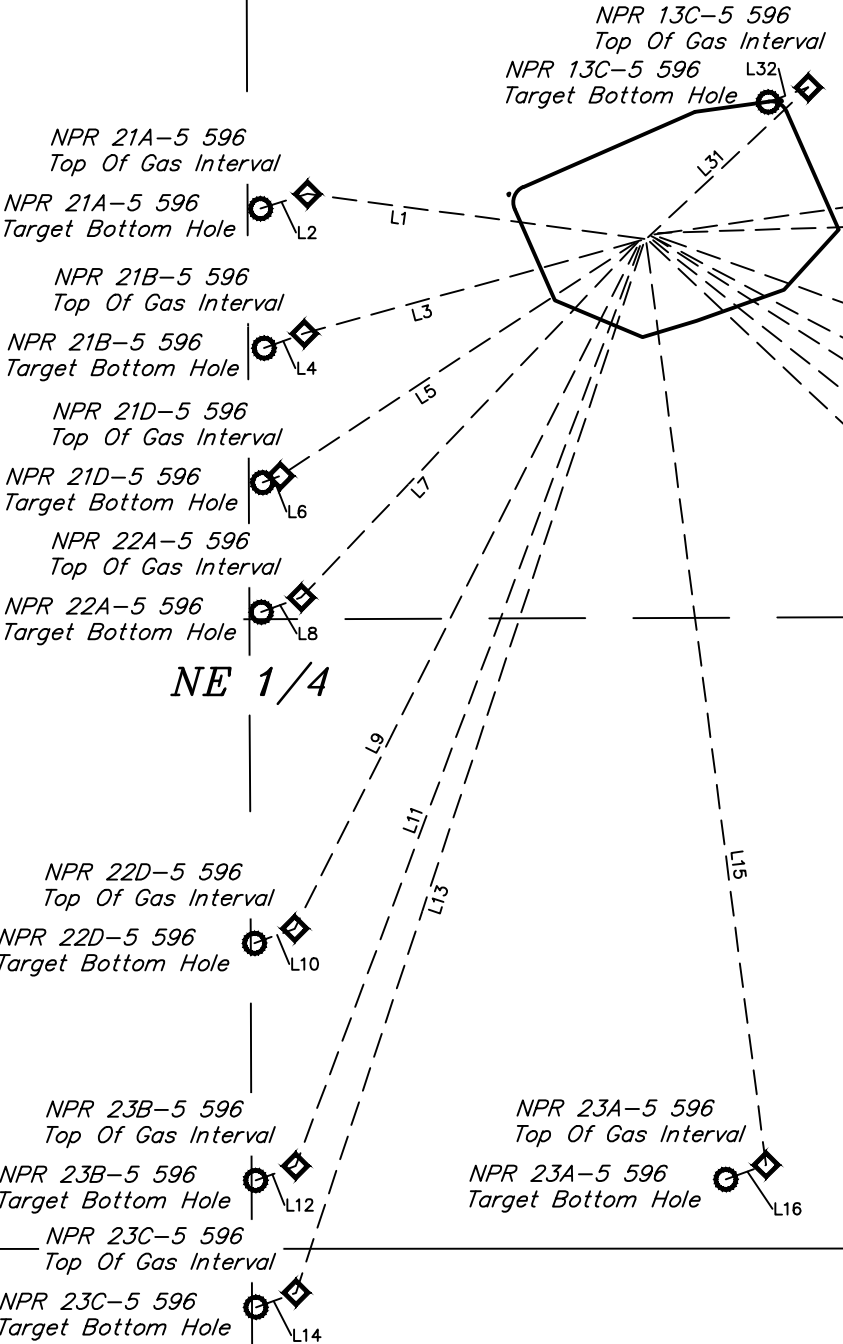 NPR 13C-5 596
Top Of Gas Interval
NPR 13C-5 596
Target Bottom Hole
L32
L31
NPR 21A-5 596
Top Of Gas Interval
NPR 21A-5 596
Target Bottom Hole
L1
L2
NPR 21B-5 596
Top Of Gas Interval
NPR 21B-5 596
Target Bottom Hole
L3
L4
NPR 21D-5 596
Top Of Gas Interval
NPR 21D-5 596
Target Bottom Hole
L5
L6
NPR 22A-5 596
Top Of Gas Interval
NPR 22A-5 596
Target Bottom Hole
L7
L8
NE 1/4
L9
L11
L13
L15
NPR 22D-5 596
Top Of Gas Interval
NPR 22D-5 596
Target Bottom Hole
L10
NPR 23B-5 596
Top Of Gas Interval
NPR 23B-5 596
Target Bottom Hole
L12
NPR 23A-5 596
Top Of Gas Interval
NPR 23A-5 596
Target Bottom Hole
L16
NPR 23C-5 596
Top Of Gas Interval
NPR 23C-5 596
Target Bottom Hole
L14